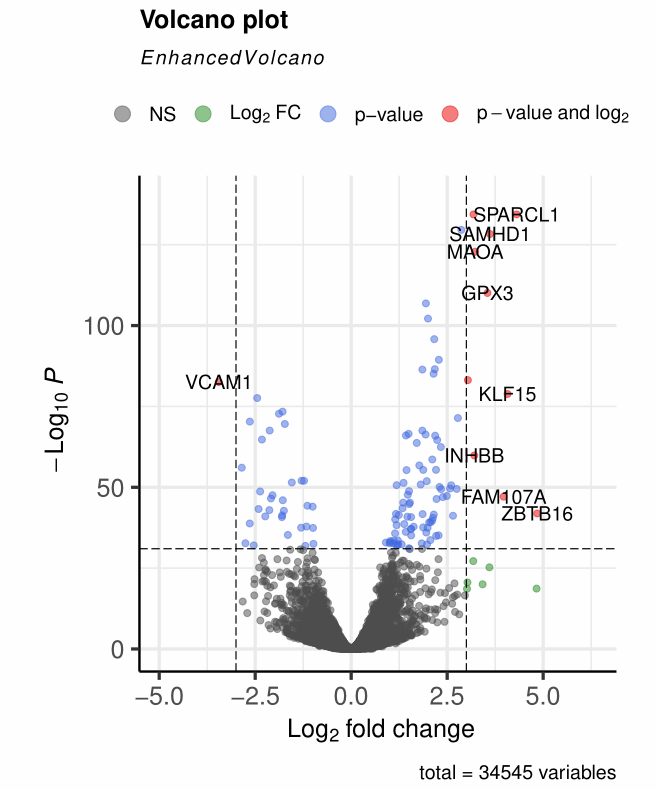 Volcano plot
EnhancedVolcano
NS Log₂ FC p−value p − value and log₂
SPARCL1
SAMHD1
MAOA
GPX3
100
VCAM1
KLF15
INHBB
50
FAM107A
ZBTB16
0
−Log₁₀ P
−5.0 −2.5 0.0 2.5 5.0
Log₂ fold change
total = 34545 variables